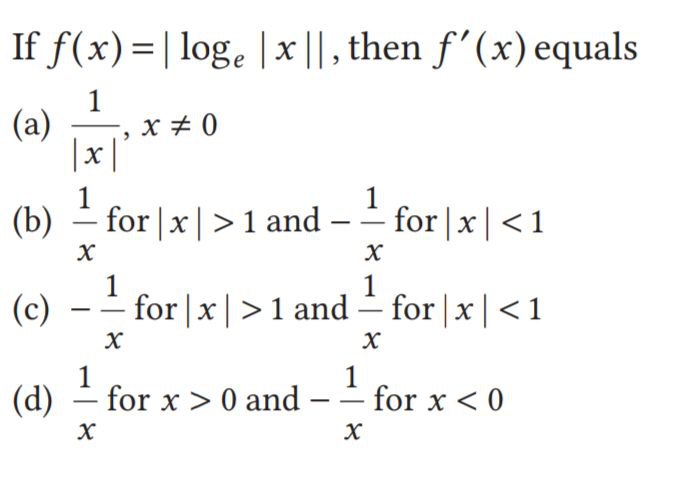 If f(x) = | logₑ | x ||, then f′(x) equals
(a) 1/|x|, x ≠ 0
(b) 1/x for | x | > 1 and − 1/x for | x | < 1
(c) − 1/x for | x | > 1 and 1/x for | x | < 1
(d) 1/x for x > 0 and − 1/x for x < 0